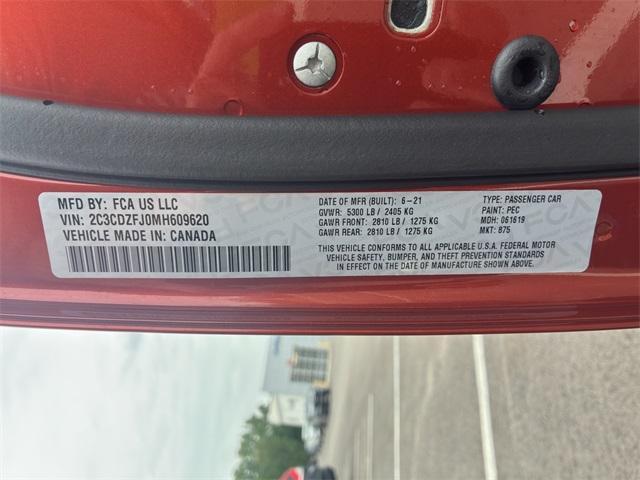 MFD BY: FCA US LLC
VIN: 2C3CDZFJ0MH609620
VEHICLE MADE IN: CANADA
DATE OF MFR (BUILT): 6-21
GVWR: 5300 LB / 2405 KG
GAWR FRONT: 2810 LB / 1275 KG
GAWR REAR: 2810 LB / 1275 KG
TYPE: PASSENGER CAR
PAINT: PEC
MDH: 061619
MKT: 875
THIS VEHICLE CONFORMS TO ALL APPLICABLE U.S.A. FEDERAL MOTOR
VEHICLE SAFETY, BUMPER, AND THEFT PREVENTION STANDARDS
IN EFFECT ON THE DATE OF MANUFACTURE SHOWN ABOVE.